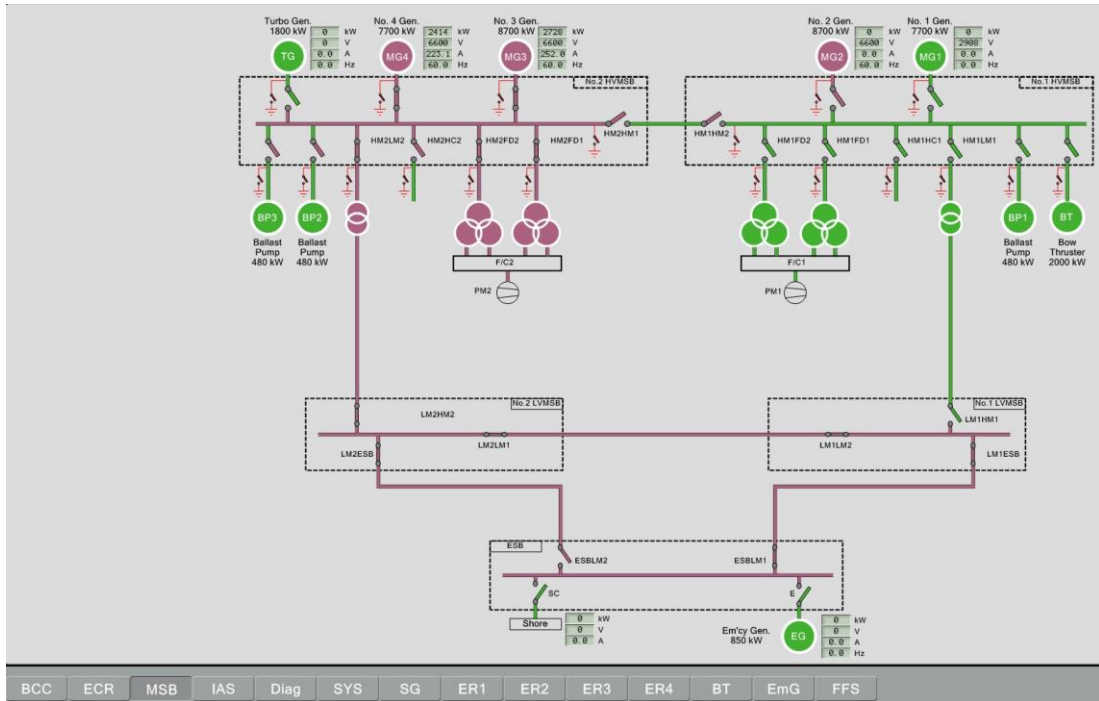 Turbo Gen.
1800 kW
0 kW
0 V
0.0 A
0.0 Hz
TG
No. 4 Gen.
7700 kW
2414 kW
6600 V
223.1 A
60.0 Hz
MG4
No. 3 Gen.
8700 kW
2728 kW
6600 V
252.0 A
60.0 Hz
MG3
No. 2 Gen.
8700 kW
0 kW
6600 V
0.0 A
60.0 Hz
MG2
No. 1 Gen.
7700 kW
0 kW
2908 V
0.0 A
0.0 Hz
MG1
No.2 HVMSB
No.1 HVMSB
HM2HM1
HM1HM2
HM2LM2
HM2HC2
HM2FD2
HM2FD1
HM1FD2
HM1FD1
HM1HC1
HM1LM1
BP3
BP2
BP1
BT
Ballast
Pump
480 kW
Ballast
Pump
480 kW
Ballast
Pump
480 kW
Bow
Thruster
2000 kW
F/C2
F/C1
PM2
PM1
No.2 LVMSB
No.1 LVMSB
LM2HM2
LM1HM1
LM2LM1
LM1LM2
LM2ESB
LM1ESB
ESB
ESBLM2
ESBLM1
SC
E
Shore
0 kW
0 V
0.0 A
Em'cy Gen.
850 kW
EG
0 kW
0 V
0.0 A
0.0 Hz
BCC ECR MSB IAS Diag SYS SG ER1 ER2 ER3 ER4 BT EmG FFS